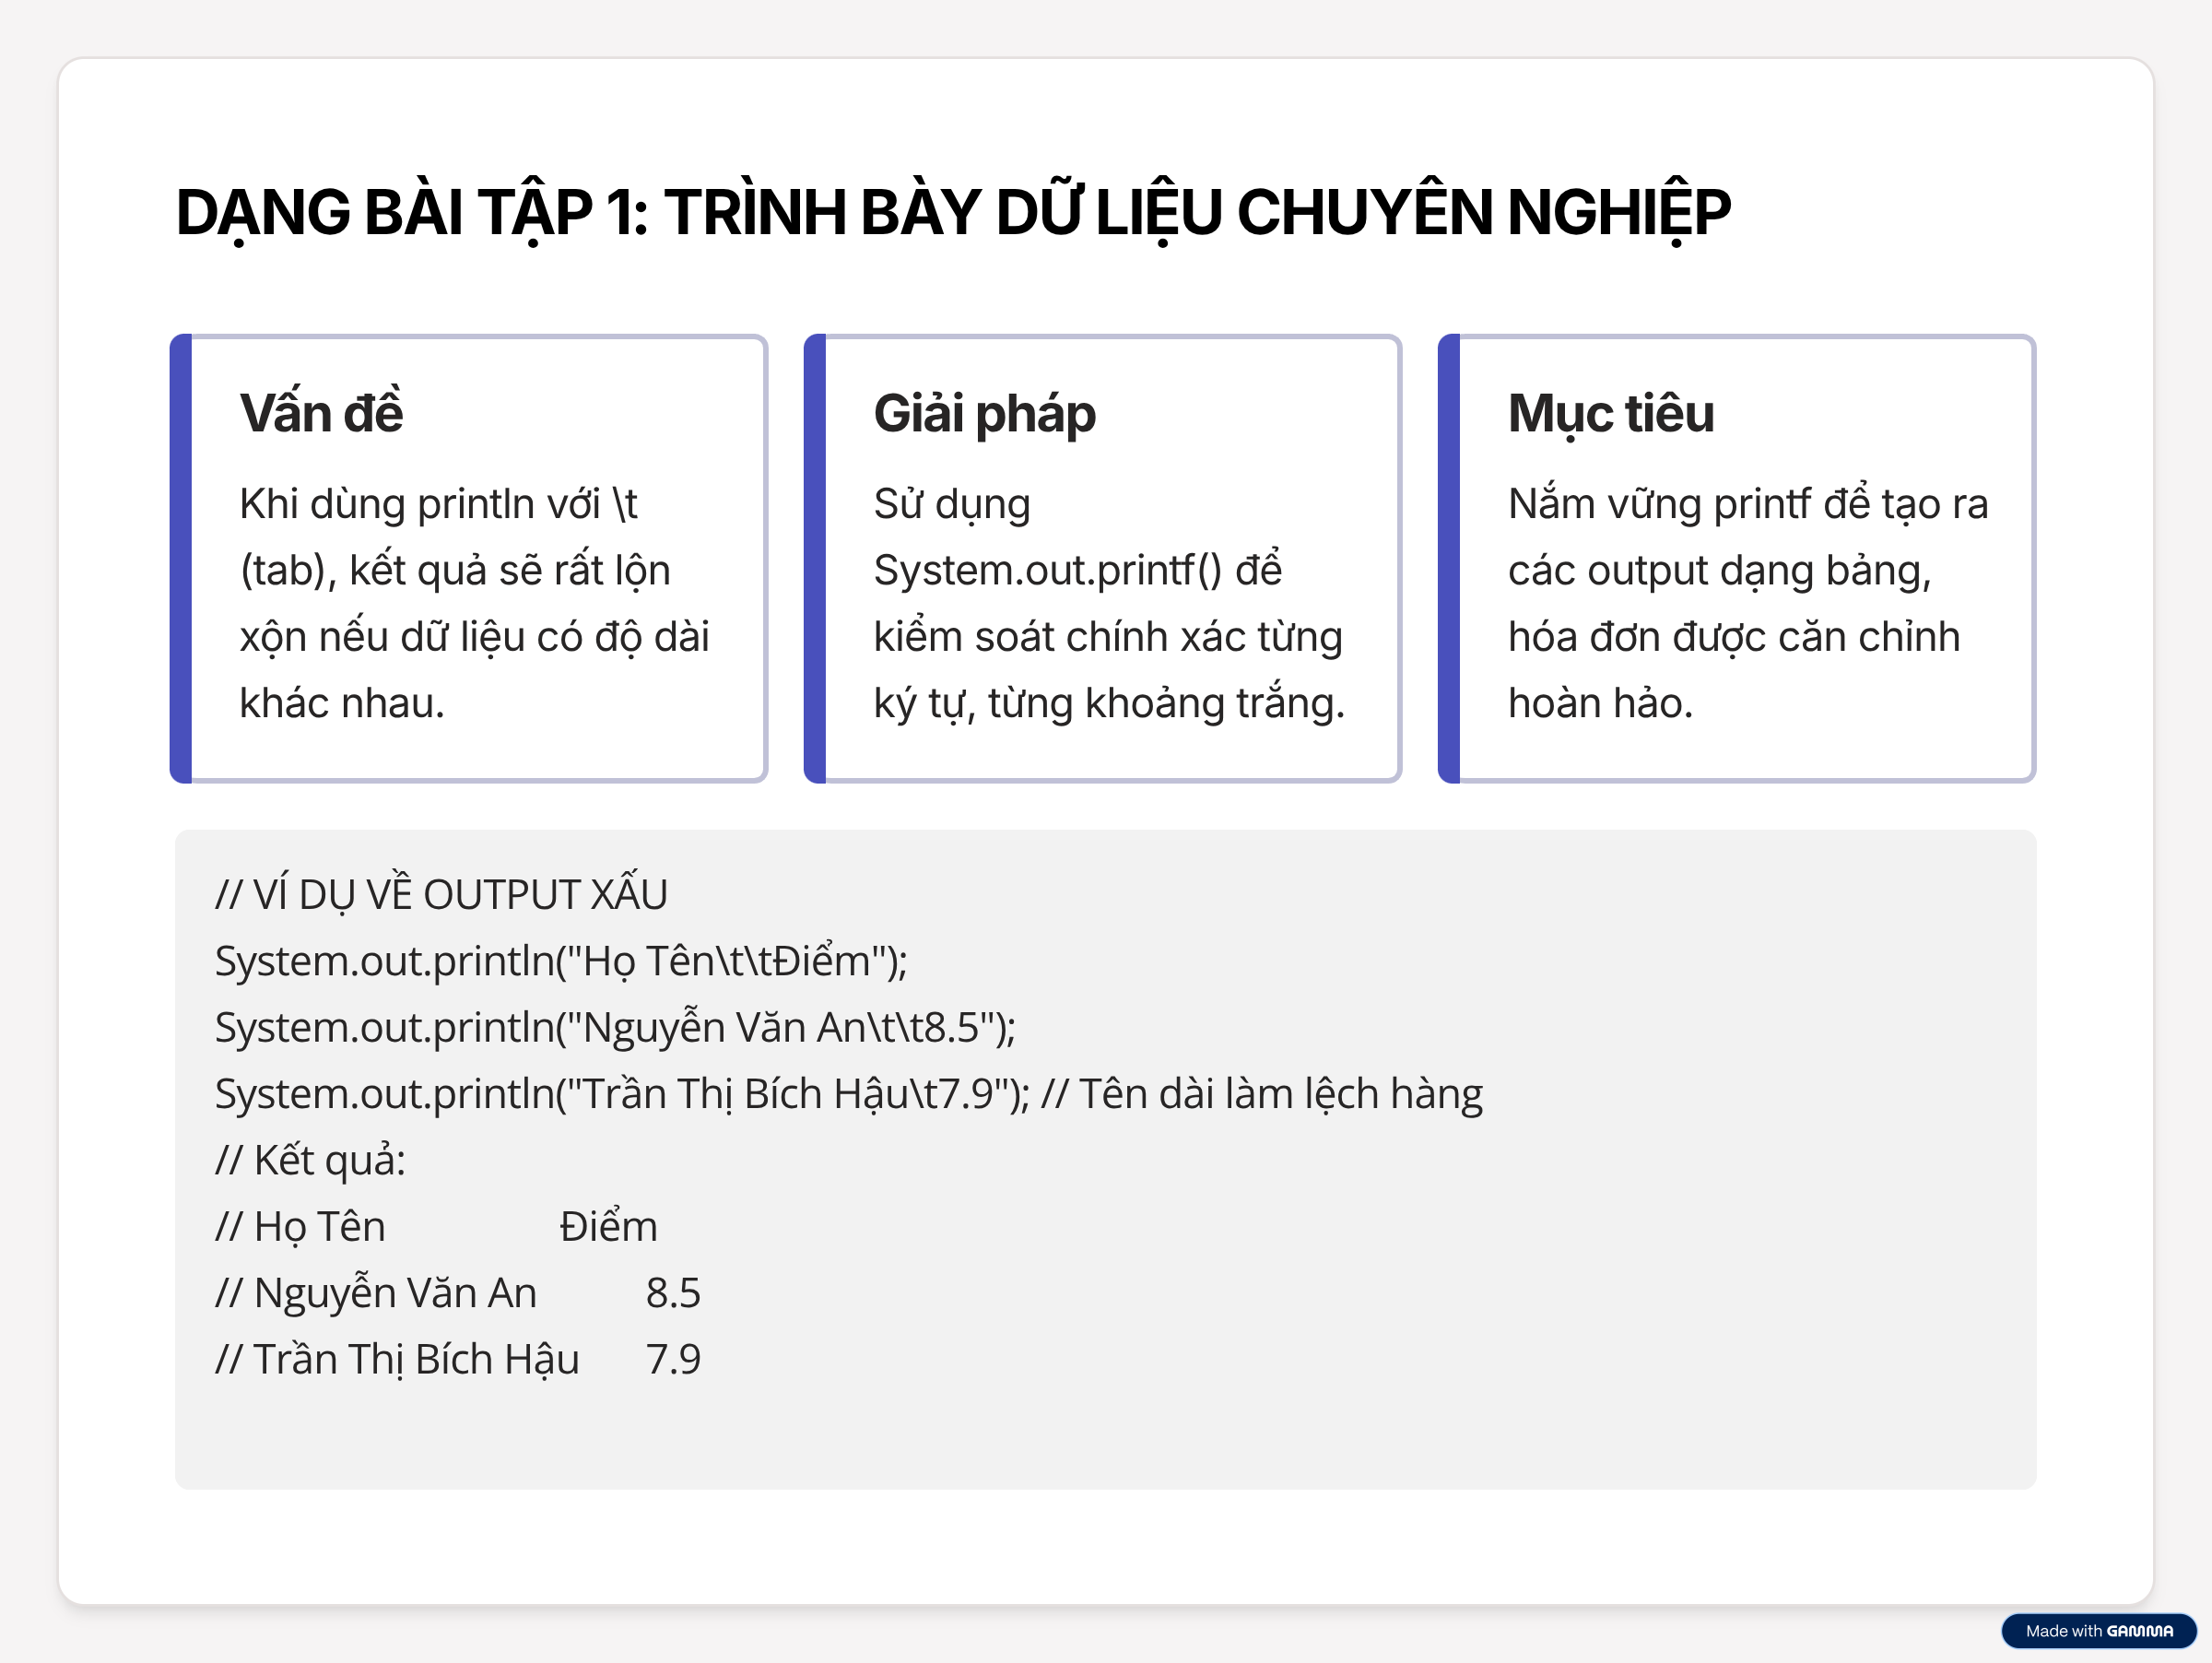 DẠNG BÀI TẬP 1: TRÌNH BÀY DỮ LIỆU CHUYÊN NGHIỆP
Vấn đề
Khi dùng println với \t
(tab), kết quả sẽ rất lộn
xộn nếu dữ liệu có độ dài
khác nhau.
Giải pháp
Sử dụng
System.out.printf() để
kiểm soát chính xác từng
ký tự, từng khoảng trắng.
Mục tiêu
Nắm vững printf để tạo ra
các output dạng bảng,
hóa đơn được căn chỉnh
hoàn hảo.
// VÍ DỤ VỀ OUTPUT XẤU
System.out.println("Họ Tên\t\tĐiểm");
System.out.println("Nguyễn Văn An\t\t8.5");
System.out.println("Trần Thị Bích Hậu\t7.9"); // Tên dài làm lệch hàng
// Kết quả:
// Họ Tên                Điểm
// Nguyễn Văn An          8.5
// Trần Thị Bích Hậu      7.9
Made with GAMMA